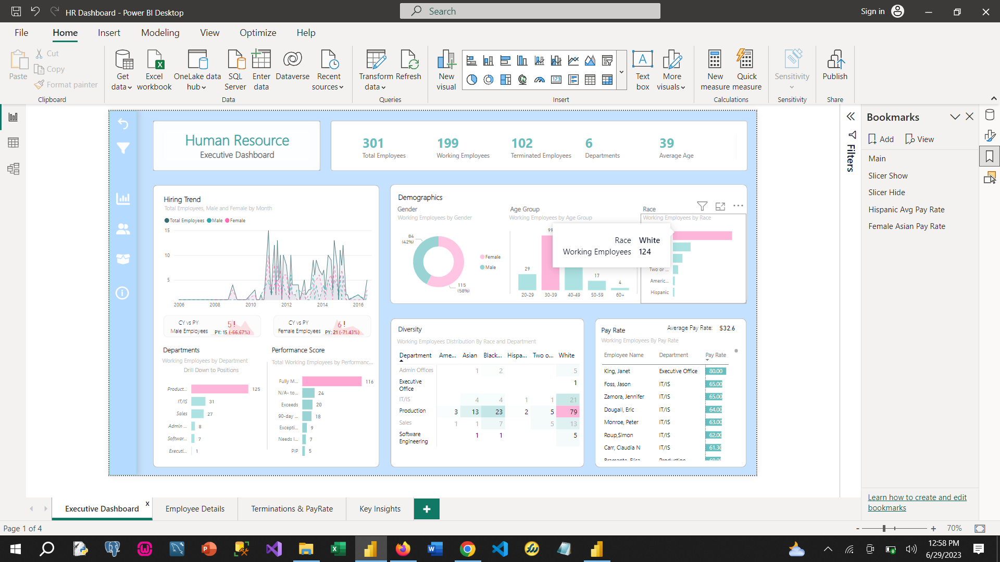 HR Dashboard - Power BI Desktop
Search
Sign in
File Home Insert Modeling View Optimize Help
Paste
Cut
Copy
Format painter
Clipboard
Get data
Excel workbook
OneLake data hub
SQL Server
Enter data
Dataverse
Recent sources
Data
Transform data
Refresh
Queries
New visual
Text box
More visuals
Insert
New measure
Quick measure
Calculations
Sensitivity
Sensitivity
Publish
Share
Human Resource
Executive Dashboard
301 199 102 6 39
Total Employees Working Employees Terminated Employees Departments Average Age
Hiring Trend
Total Employees, Male and Female by Month
Total Employees Male Female
15
10
5
2006 2008 2010 2012 2014 2016
CY vs PY
Male Employees
5!
PY: 15 (-66.67%)
CY vs PY
Female Employees
6!
PY: 21 (-71.43%)
Departments
Working Employees by Department
Drill Down to Positions
Product... 125
IT/IS 31
Sales 27
Admin ... 8
Softwar... 7
Executi... 1
Performance Score
Total Working Employees by Performanc...
Fully M... 116
N/A- to... 24
Exceeds 20
90-day ... 18
Excepti... 9
Needs I... 7
PIP 5
Demographics
Gender
Working Employees by Gender
84
(42%)
115
(58%)
Female
Male
Age Group
Working Employees by Age Group
29
99
17
4
20-29 30-39 40-49 50-59 60+
Race
Working Employees by Race
Race White
Working Employees 124
Two or ...
Americ...
Hispanic
Diversity
Working Employees Distribution By Race and Department
Department Ame... Asian Black... Hispa... Two o... White
Admin Offices 1 2 5
Executive Office 1
IT/IS 4 4 1 1 21
Production 3 13 23 2 5 79
Sales 1 1 7 5 13
Software Engineering 1 1 5
Pay Rate
Average Pay Rate: $32.6
Working Employees By Pay Rate
Employee Name Department Pay Rate
King, Janet Executive Office 80.00
Foss, Jason IT/IS 65.00
Zamora, Jennifer IT/IS 65.00
Dougall, Eric IT/IS 64.00
Monroe, Peter IT/IS 63.00
Roup,Simon IT/IS 62.00
Carr, Claudia N IT/IS 61.30
Bramante, Elisa Production 60.00
Filters
Bookmarks
Add View
Main
Slicer Show
Slicer Hide
Hispanic Avg Pay Rate
Female Asian Pay Rate
Learn how to create and edit
bookmarks
Executive Dashboard x Employee Details Terminations & PayRate Key Insights +
Page 1 of 4
- + 70%
12:58 PM
6/29/2023